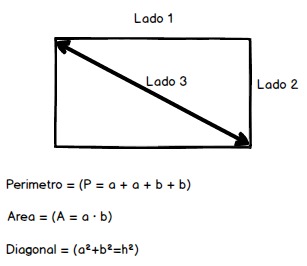 Lado 1
Lado 3
Lado 2
Perimetro = (P = a + a + b + b)
Area = (A = a · b)
Diagonal = (a²+b²=h²)